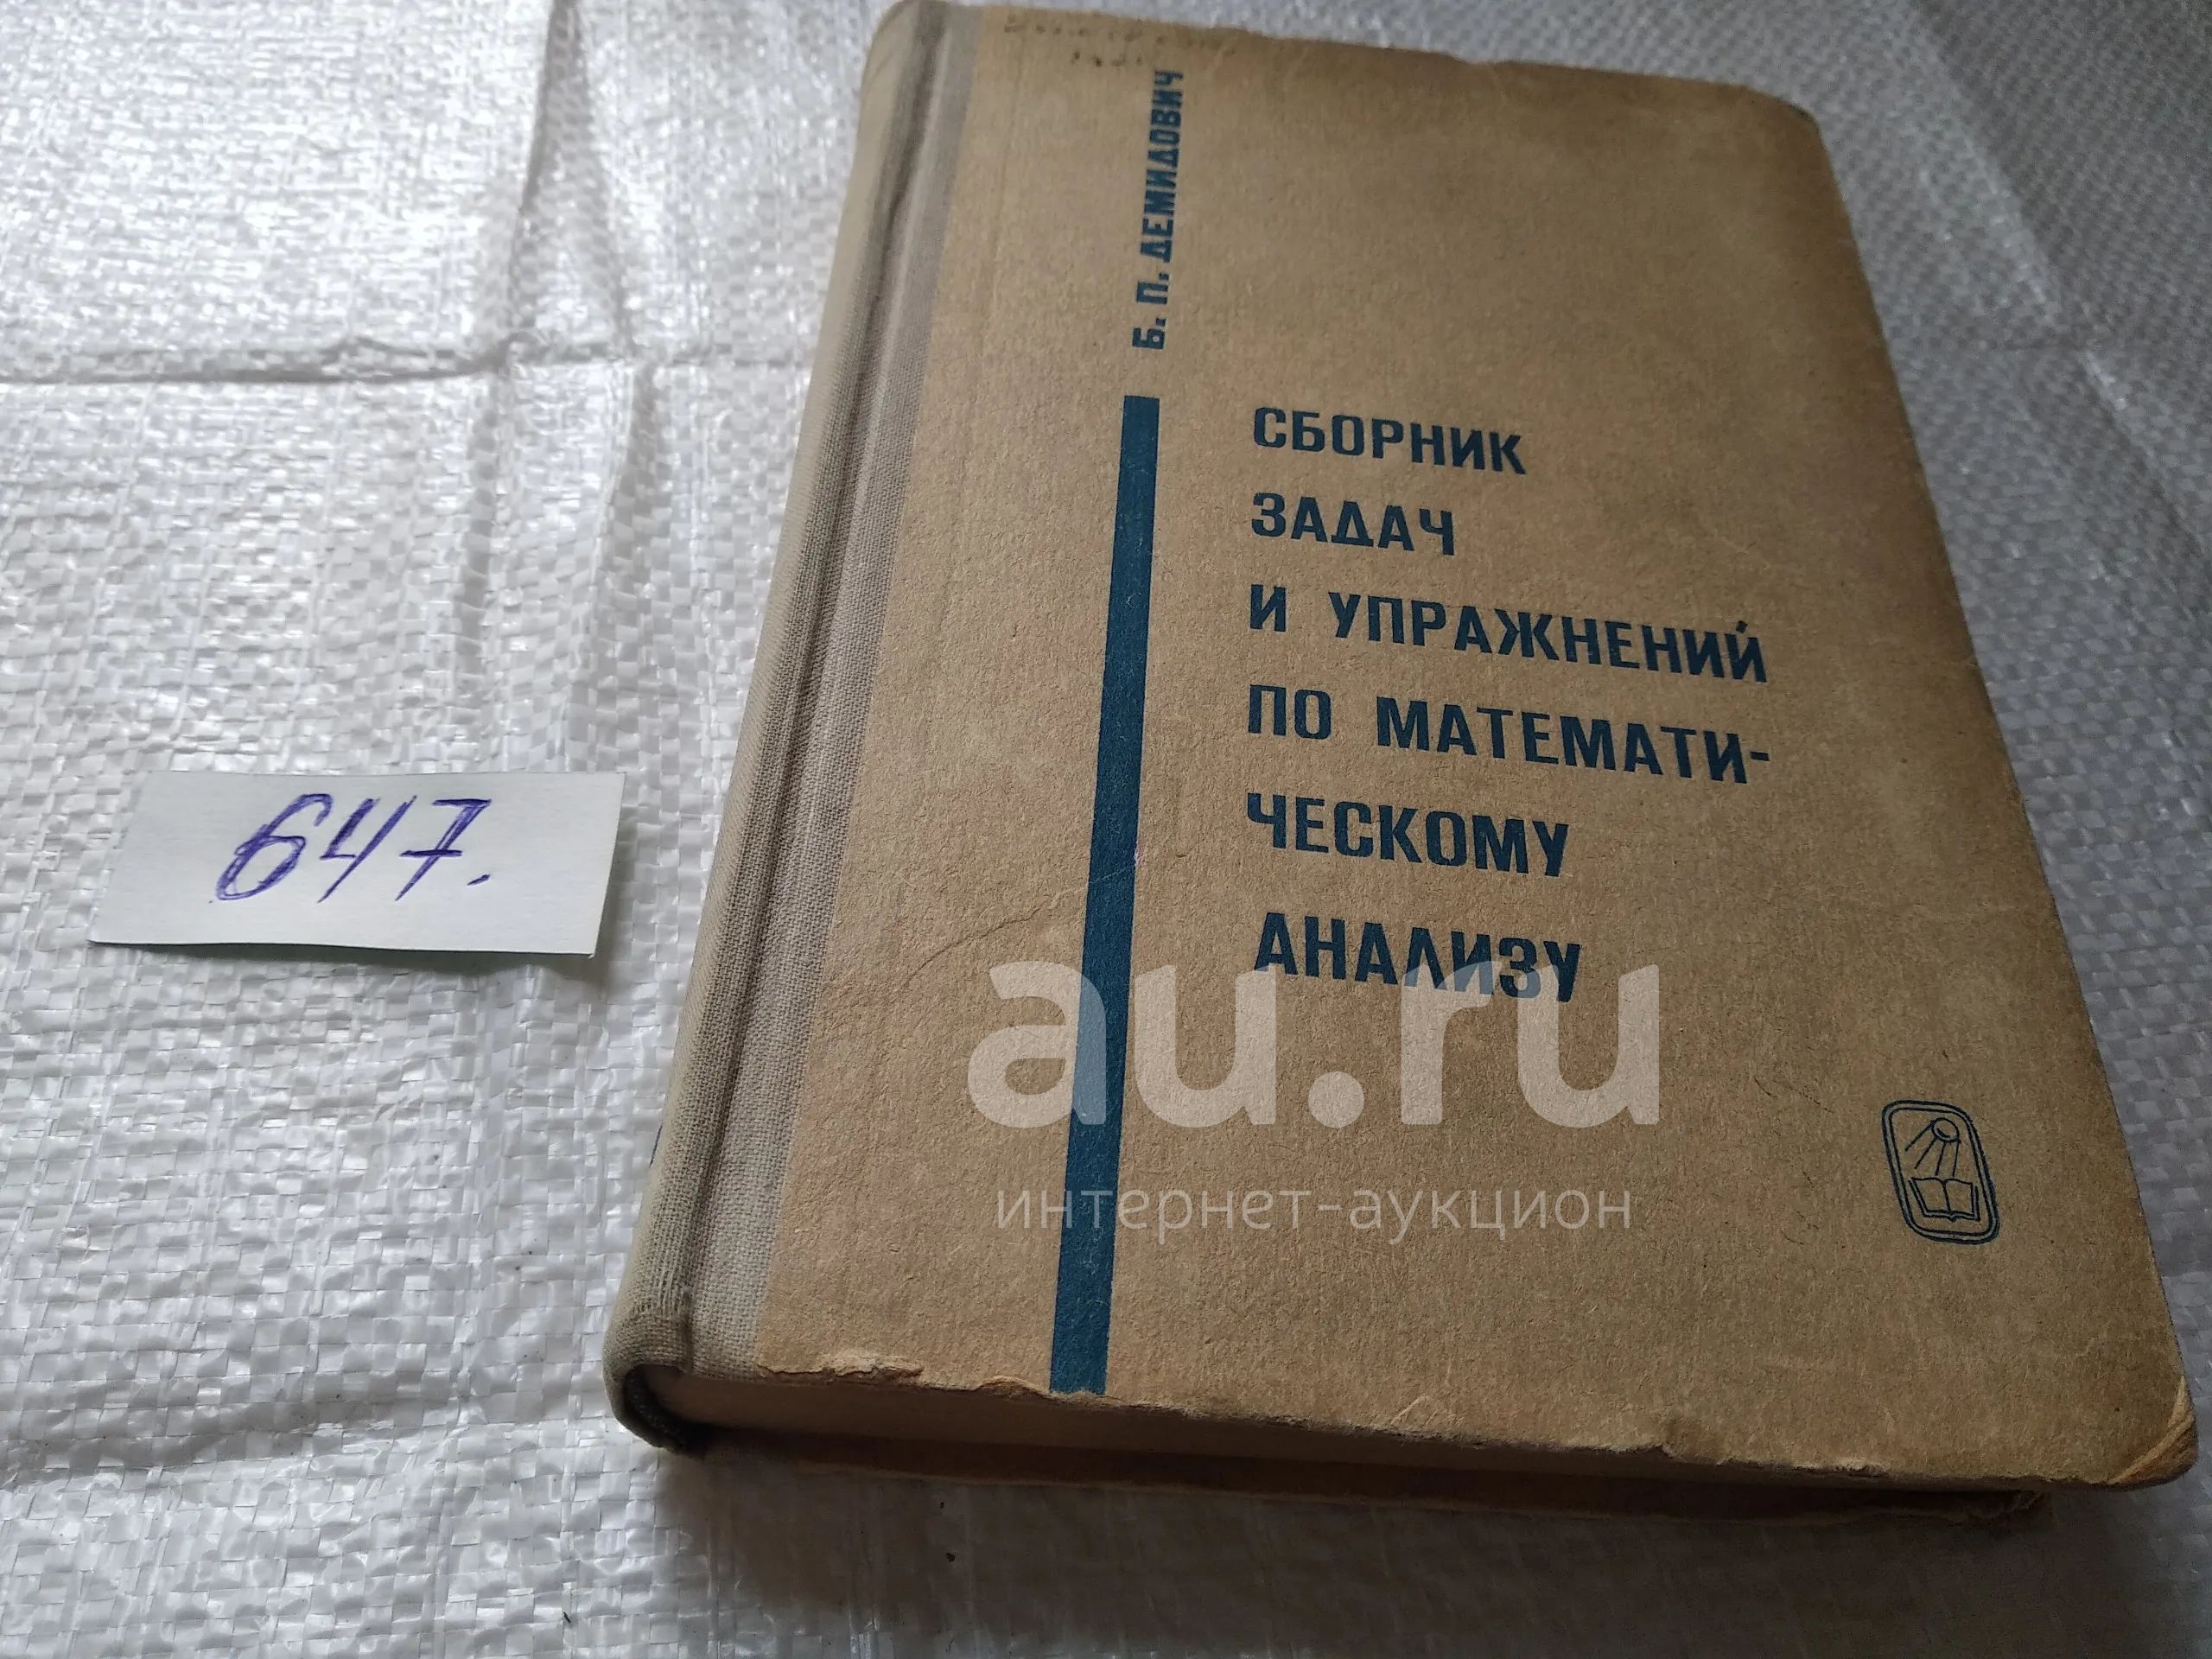 Б. П. ДЕМИДОВИЧ
СБОРНИК
ЗАДАЧ
И УПРАЖНЕНИЙ
ПО МАТЕМАТИ-
ЧЕСКОМУ
АНАЛИЗУ
647.
au.ru
интернет-аукцион